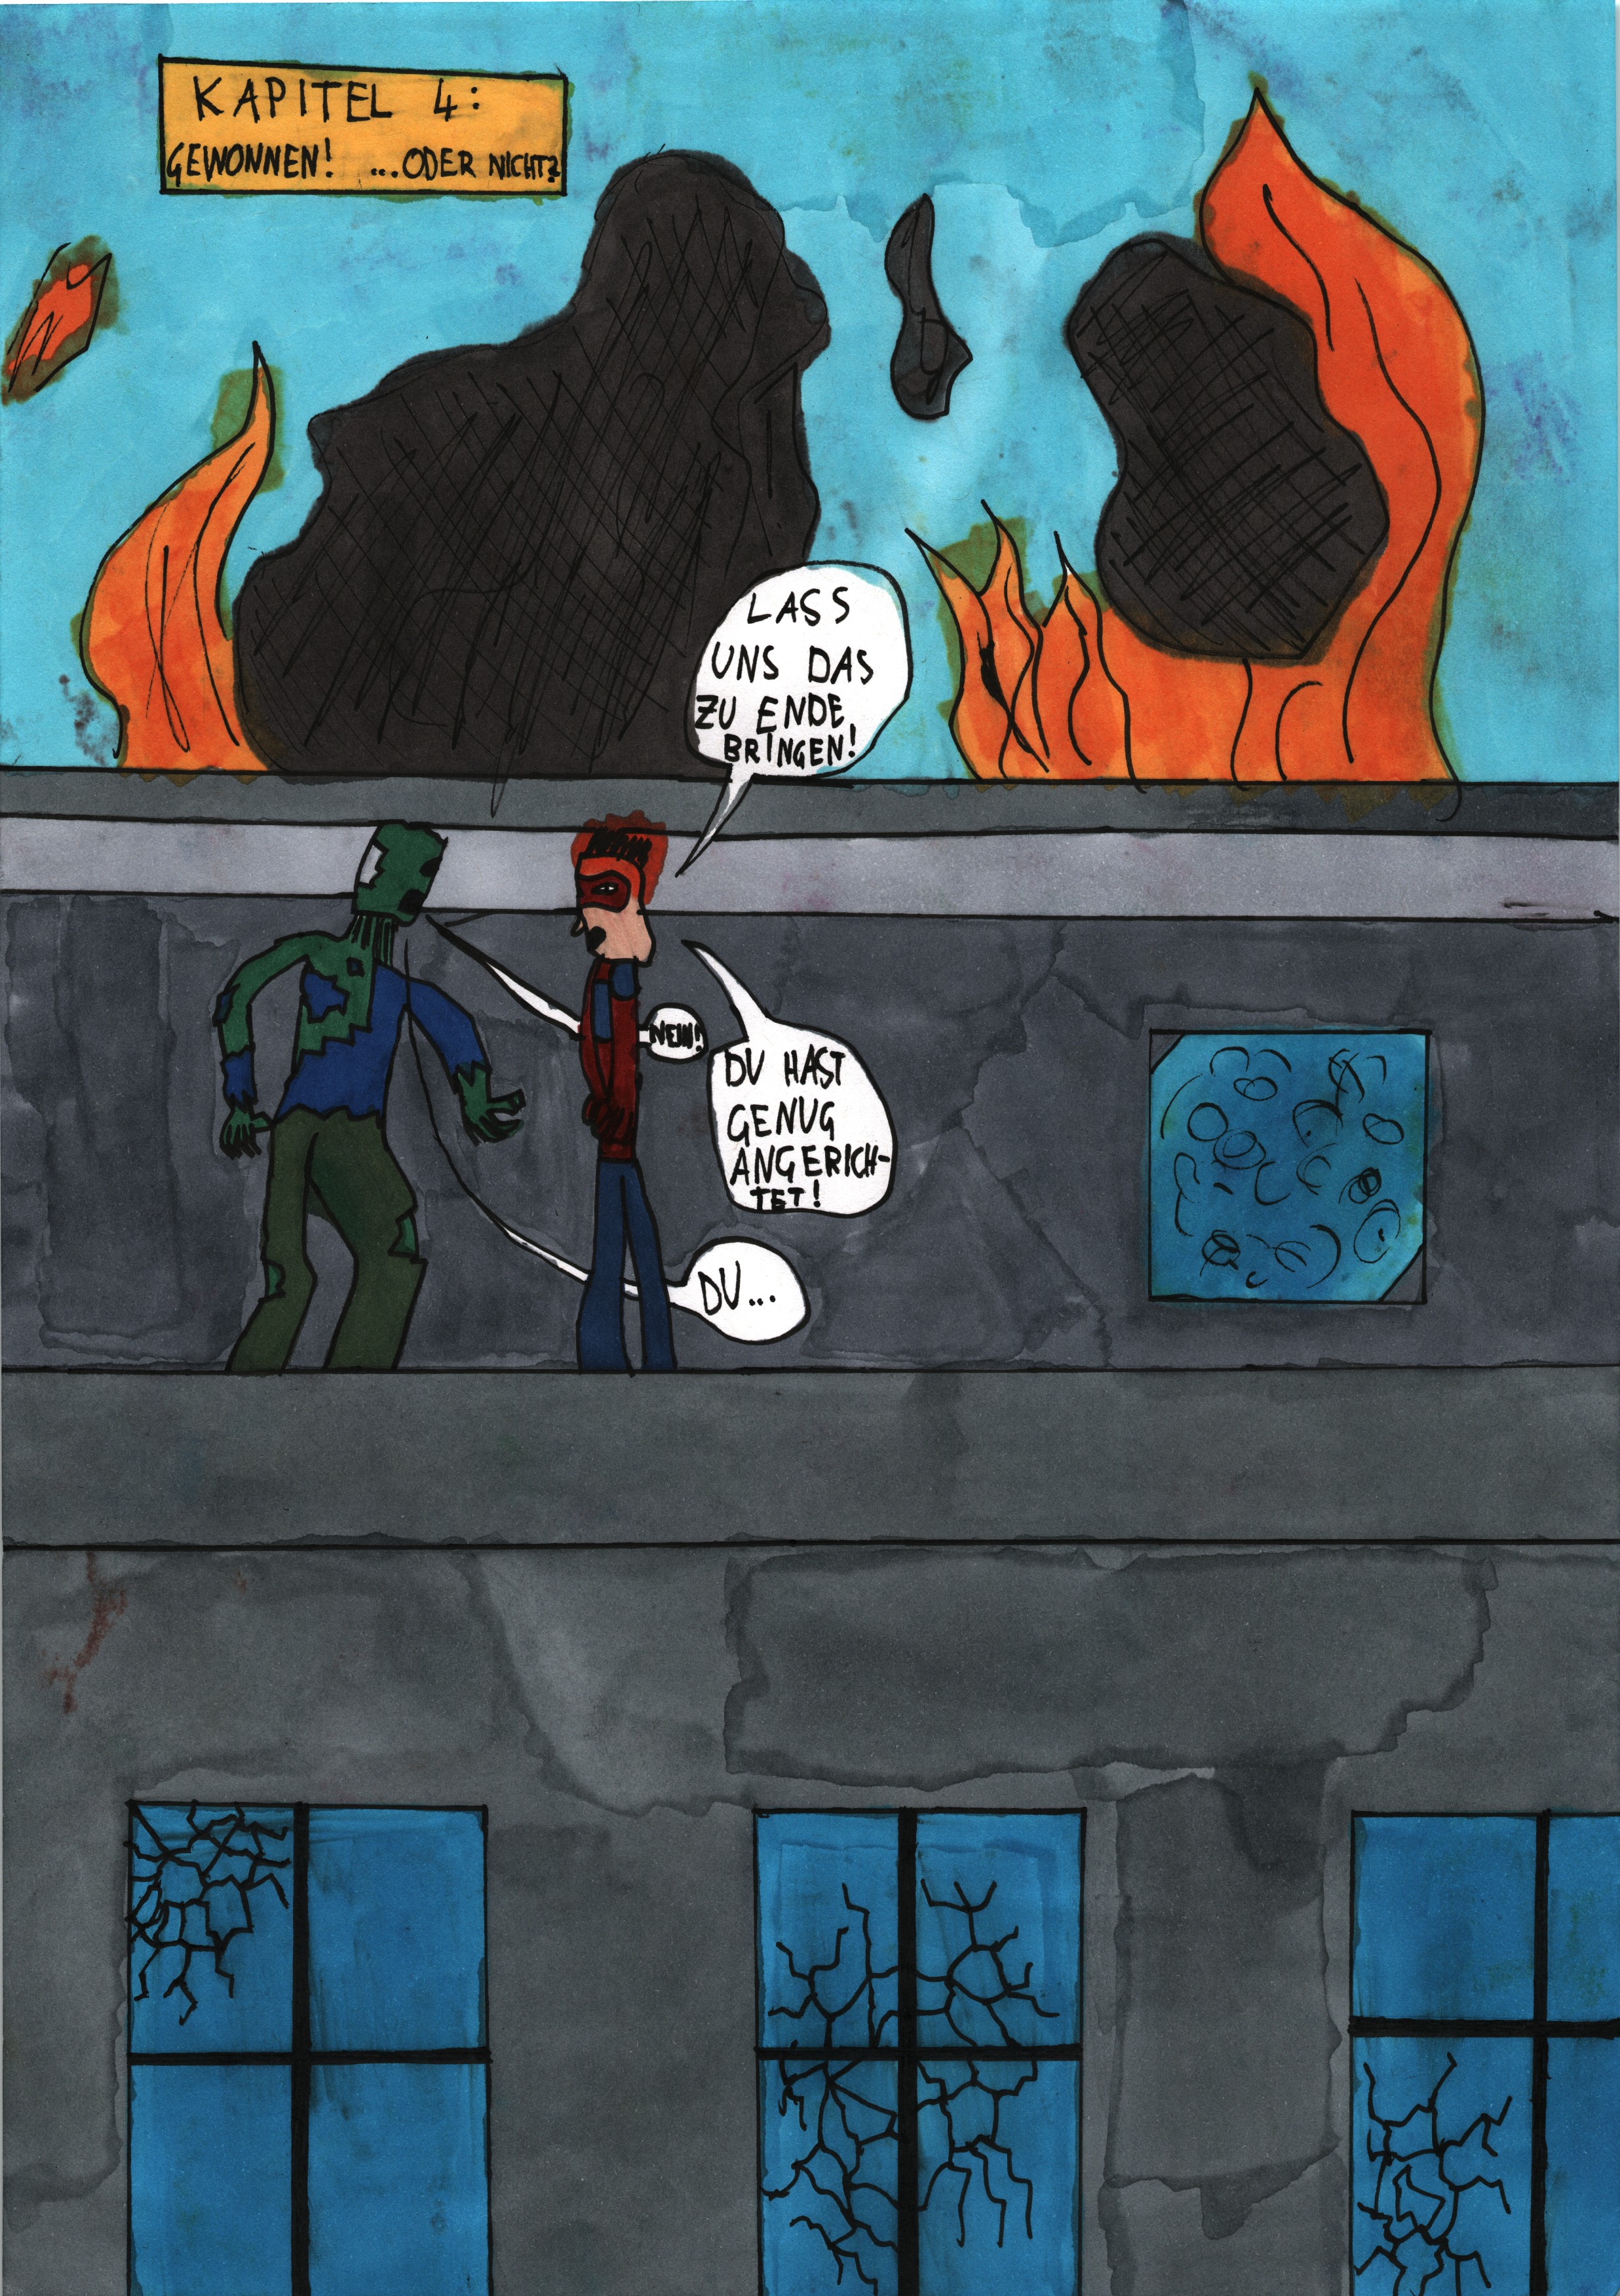 KAPITEL 4:
GEWONNEN! ...ODER NICHT?
LASS
UNS DAS
ZU ENDE
BRINGEN!
NEIN!
DU HAST
GENUG
ANGERICH-
TET!
DU...